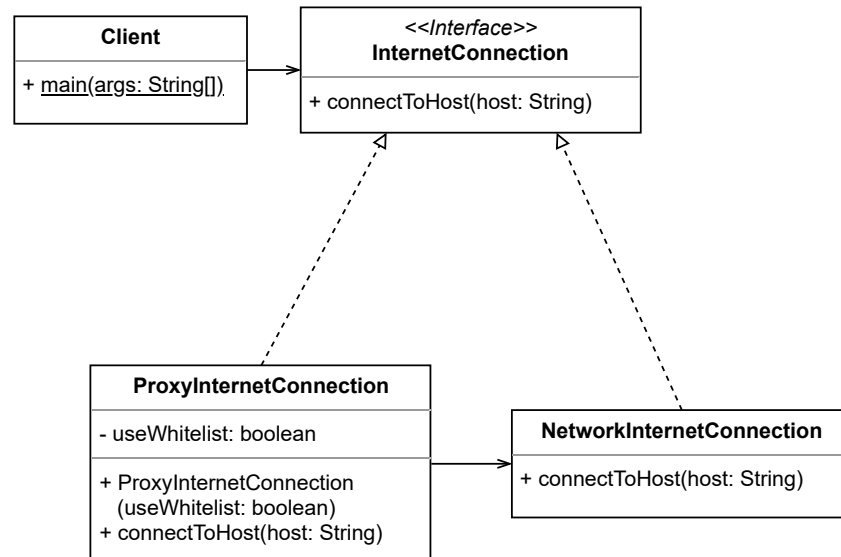 Client
+ main(args: String[])
<<Interface>>
InternetConnection
+ connectToHost(host: String)
ProxyInternetConnection
- useWhitelist: boolean
+ ProxyInternetConnection
(useWhitelist: boolean)
+ connectToHost(host: String)
NetworkInternetConnection
+ connectToHost(host: String)